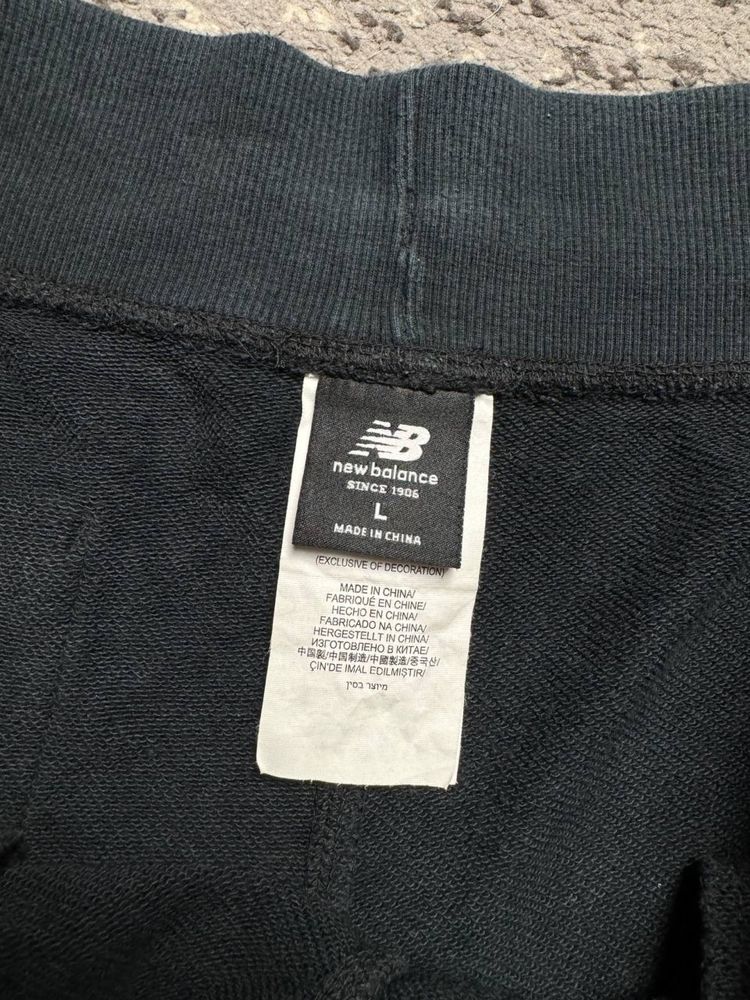 NB
new balance
SINCE 1906
L
MADE IN CHINA
(EXCLUSIVE OF DECORATION)
MADE IN CHINA/
FABRIQUÉ EN CHINE/
HECHO EN CHINA/
FABRICADO NA CHINA/
HERGESTELLT IN CHINA/
ИЗГОТОВЛЕНО В КИТАЕ/
中国製/中国制造/中國製造/중국산/
ÇIN'DE IMAL EDILMIŞTIR/
מיוצר בסין